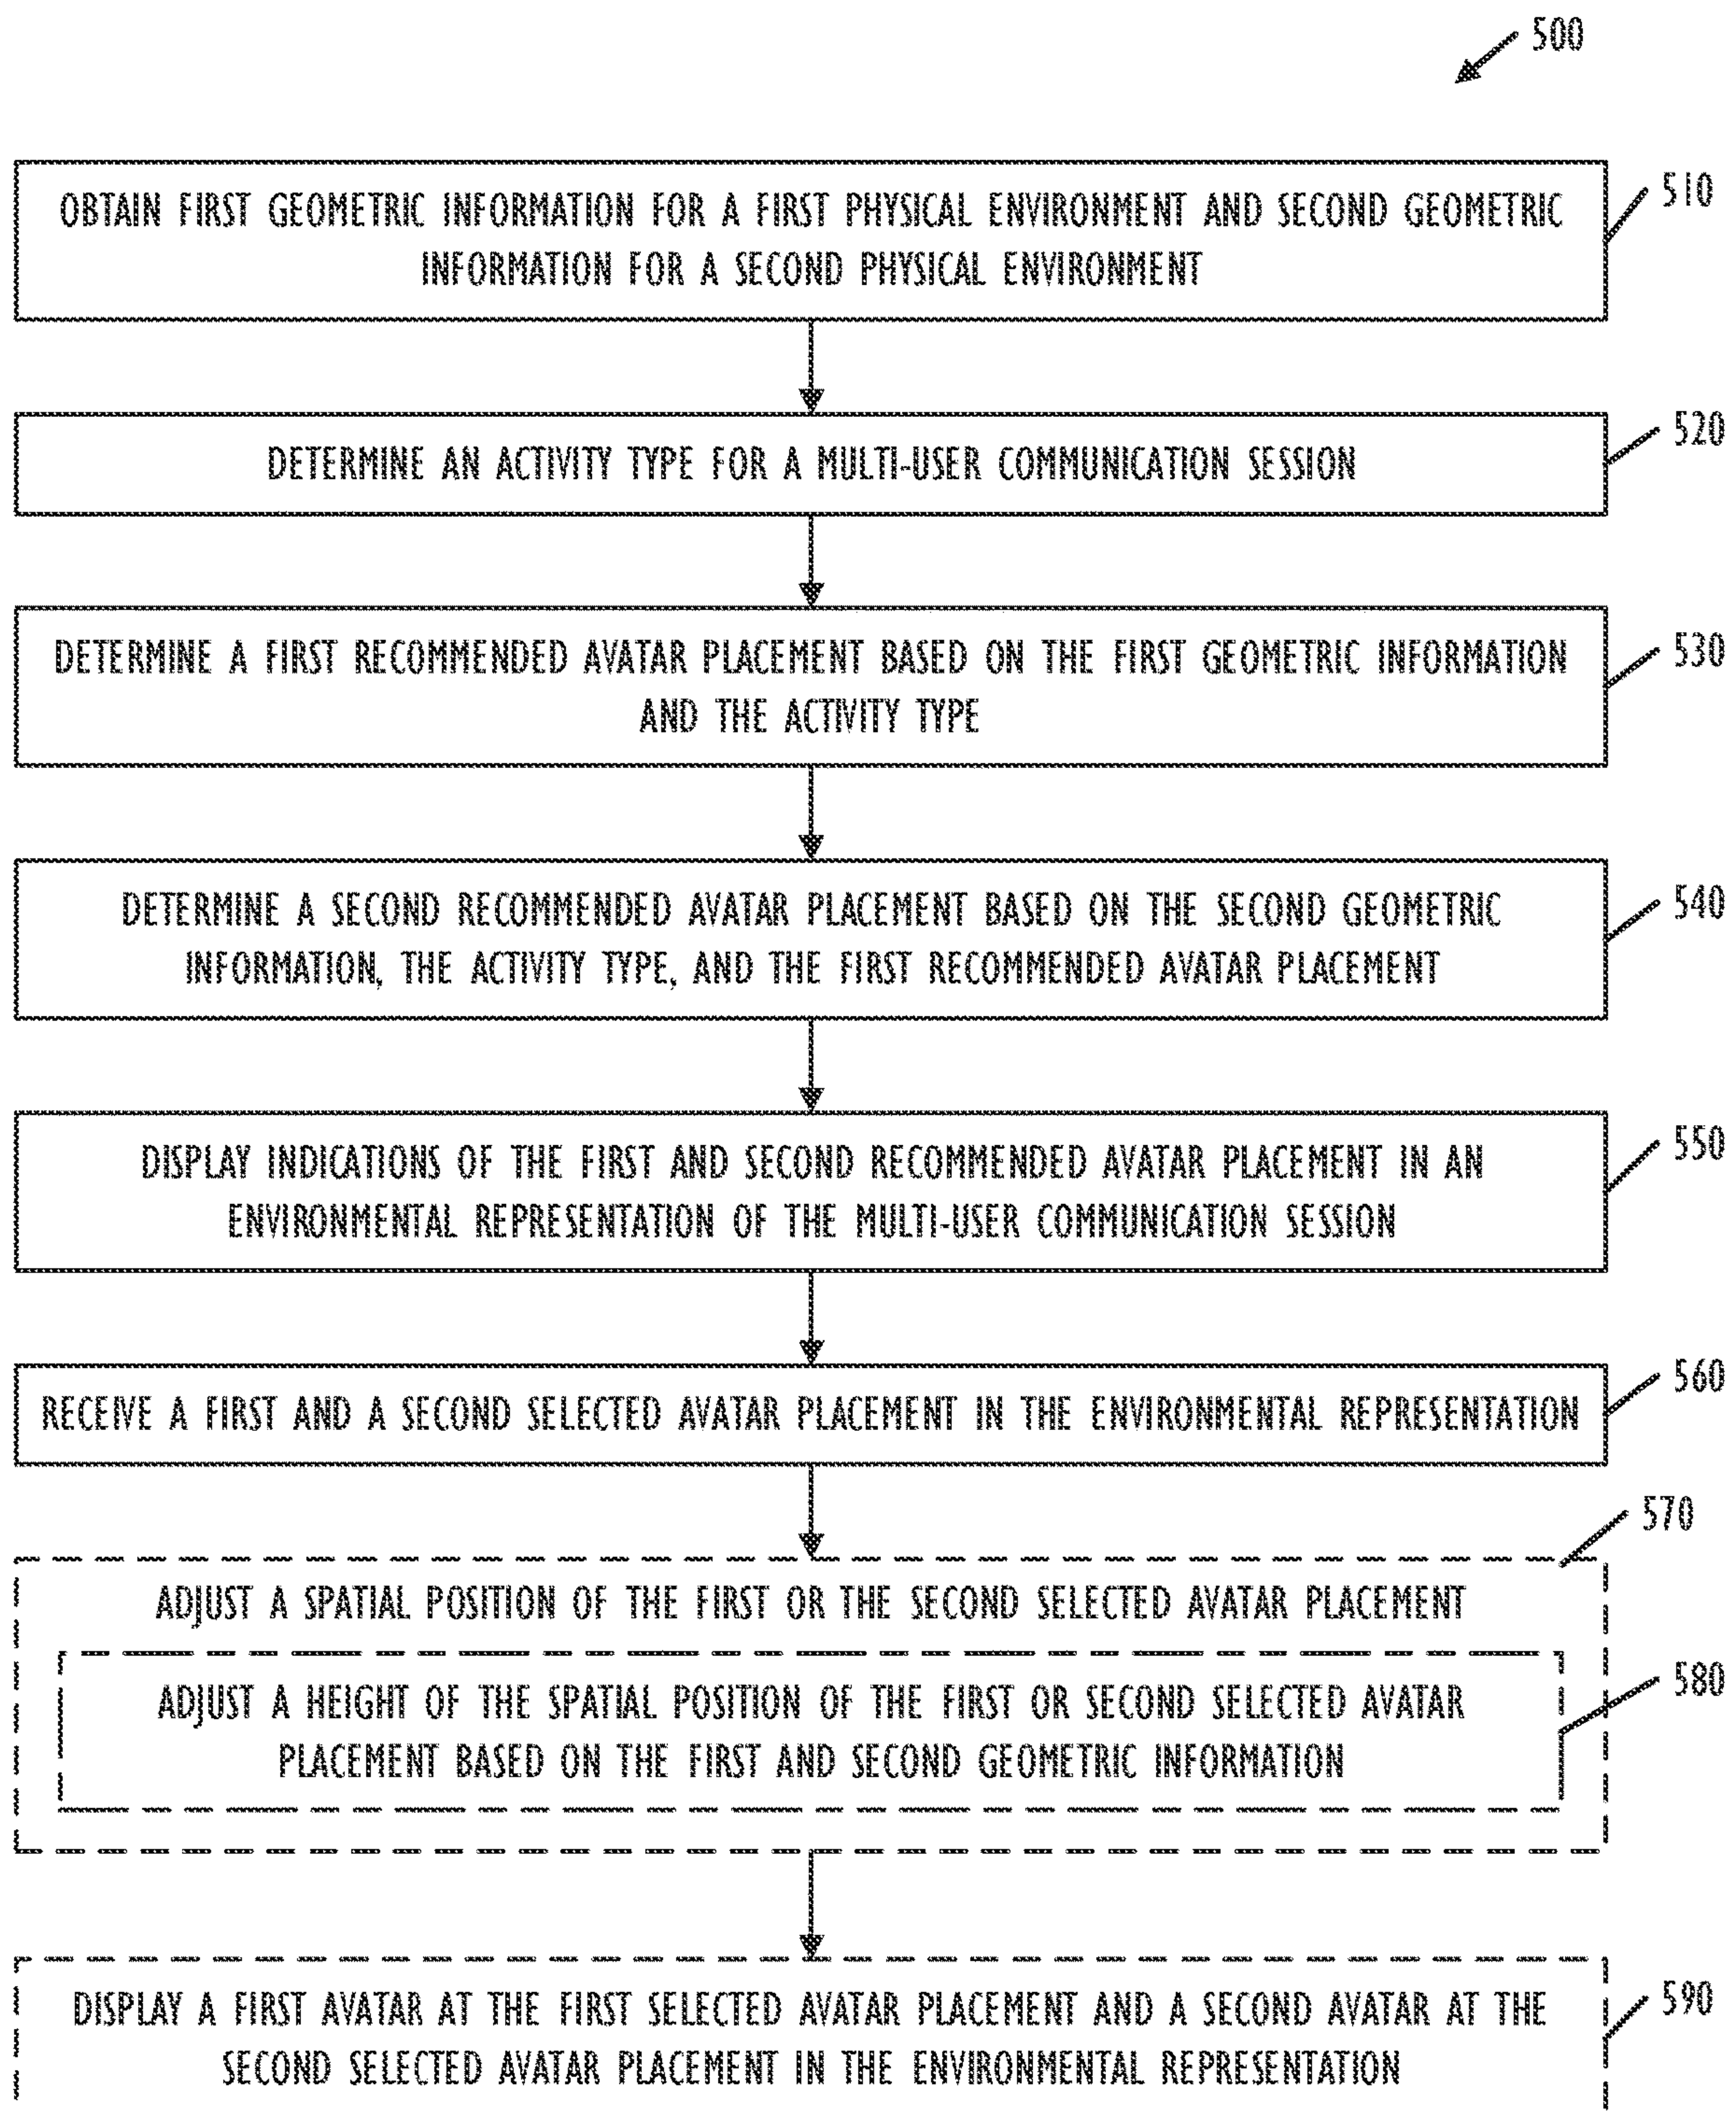 500
OBTAIN FIRST GEOMETRIC INFORMATION FOR A FIRST PHYSICAL ENVIRONMENT AND SECOND GEOMETRIC
INFORMATION FOR A SECOND PHYSICAL ENVIRONMENT
510
DETERMINE AN ACTIVITY TYPE FOR A MULTI-USER COMMUNICATION SESSION
520
DETERMINE A FIRST RECOMMENDED AVATAR PLACEMENT BASED ON THE FIRST GEOMETRIC INFORMATION
AND THE ACTIVITY TYPE
530
DETERMINE A SECOND RECOMMENDED AVATAR PLACEMENT BASED ON THE SECOND GEOMETRIC
INFORMATION, THE ACTIVITY TYPE, AND THE FIRST RECOMMENDED AVATAR PLACEMENT
540
DISPLAY INDICATIONS OF THE FIRST AND SECOND RECOMMENDED AVATAR PLACEMENT IN AN
ENVIRONMENTAL REPRESENTATION OF THE MULTI-USER COMMUNICATION SESSION
550
RECEIVE A FIRST AND A SECOND SELECTED AVATAR PLACEMENT IN THE ENVIRONMENTAL REPRESENTATION
560
570
ADJUST A SPATIAL POSITION OF THE FIRST OR THE SECOND SELECTED AVATAR PLACEMENT
ADJUST A HEIGHT OF THE SPATIAL POSITION OF THE FIRST OR SECOND SELECTED AVATAR
PLACEMENT BASED ON THE FIRST AND SECOND GEOMETRIC INFORMATION
580
DISPLAY A FIRST AVATAR AT THE FIRST SELECTED AVATAR PLACEMENT AND A SECOND AVATAR AT THE
SECOND SELECTED AVATAR PLACEMENT IN THE ENVIRONMENTAL REPRESENTATION
590